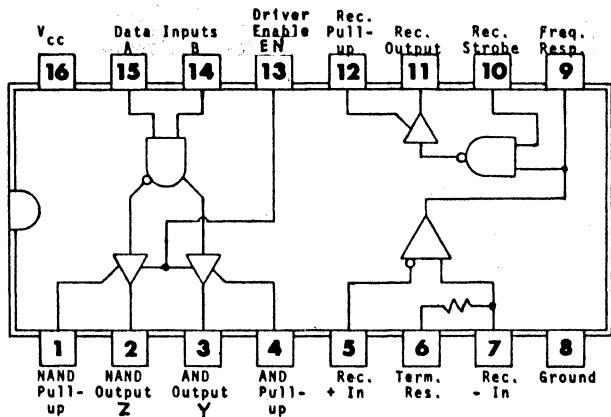 Vcc
Data Inputs
A B
Driver
Enable
EN
Rec.
Pull-
up
Rec.
Output
Rec.
Strobe
Freq.
Resp.
16 15 14 13 12 11 10 9
1 2 3 4 5 6 7 8
NAND
Pull-
up
NAND
Output
Z
AND
Output
Y
AND
Pull-
up
Rec.
+ In
Term.
Res.
Rec.
- In
Ground